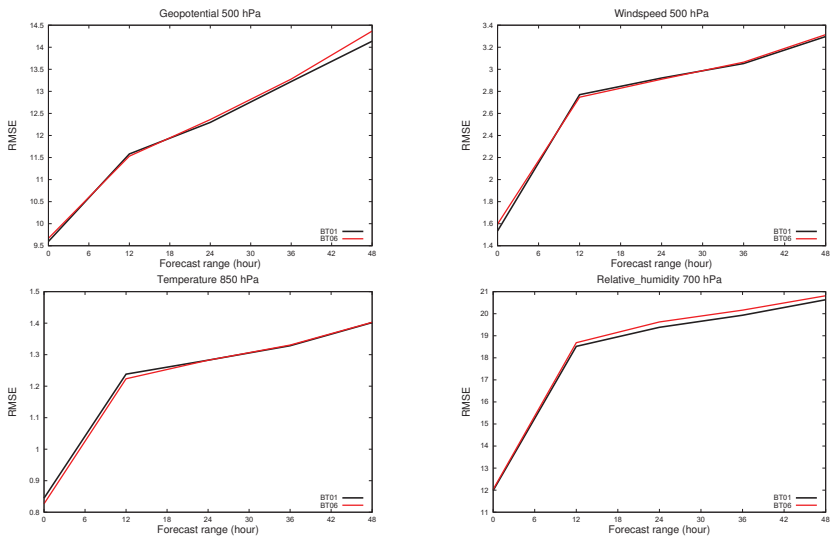 Geopotential 500 hPa
14.5
14
13.5
13
12.5
12
11.5
11
10.5
10
9.5
RMSE
0 6 12 18 24 30 36 42 48
Forecast range (hour)
BT01
BT06
Windspeed 500 hPa
3.4
3.2
3
2.8
2.6
2.4
2.2
2
1.8
1.6
1.4
RMSE
0 6 12 18 24 30 36 42 48
Forecast range (hour)
BT01
BT06
Temperature 850 hPa
1.5
1.4
1.3
1.2
1.1
1
0.9
0.8
RMSE
0 6 12 18 24 30 36 42 48
Forecast range (hour)
BT01
BT06
Relative_humidity 700 hPa
21
20
19
18
17
16
15
14
13
12
11
RMSE
0 6 12 18 24 30 36 42 48
Forecast range (hour)
BT01
BT06